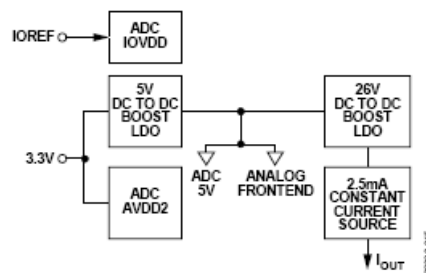 IOREF
ADC
IOVDD
5V
DC TO DC
BOOST
LDO
26V
DC TO DC
BOOST
LDO
3.3V
ADC
AVDD2
ADC
5V
ANALOG
FRONTEND
2.5mA
CONSTANT
CURRENT
SOURCE
IOUT